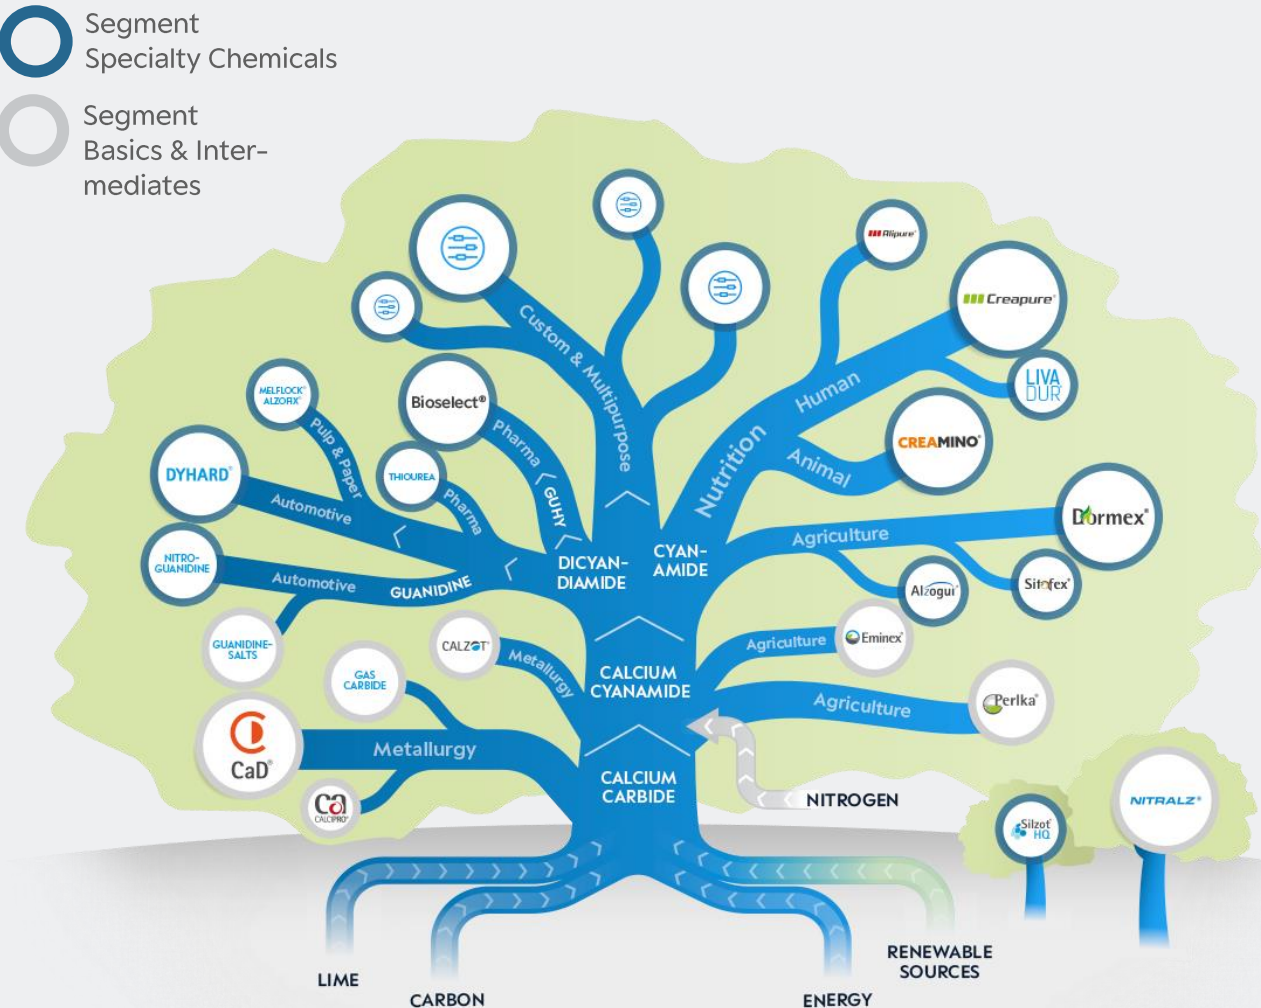 Segment
Specialty Chemicals
Segment
Basics & Inter-
mediates
Alipure®
Creapure®
LIVA
DUR®
Custom & Multipurpose
Human
Nutrition
Animal
CREAMINO®
MELFLOCK®
ALZOFIX®
Bioselect®
Pulp & Paper
Pharma
GUHY
THIOUREA
Pharma
DYHARD®
Automotive
Dormex®
Agriculture
NITRO-
GUANIDINE
Automotive
GUANIDINE
DICYAN-
DIAMIDE
CYAN-
AMIDE
Alzogur®
Sitofex®
GUANIDINE-
SALTS
CALZOT®
Metallurgy
Agriculture
Eminex®
GAS
CARBIDE
CALCIUM
CYANAMIDE
Agriculture
Perlka®
CaD®
Metallurgy
CALCIUM
CARBIDE
ca
CALCIPRO®
NITROGEN
Silzot®
HQ
NITRALZ®
LIME
CARBON
ENERGY
RENEWABLE
SOURCES